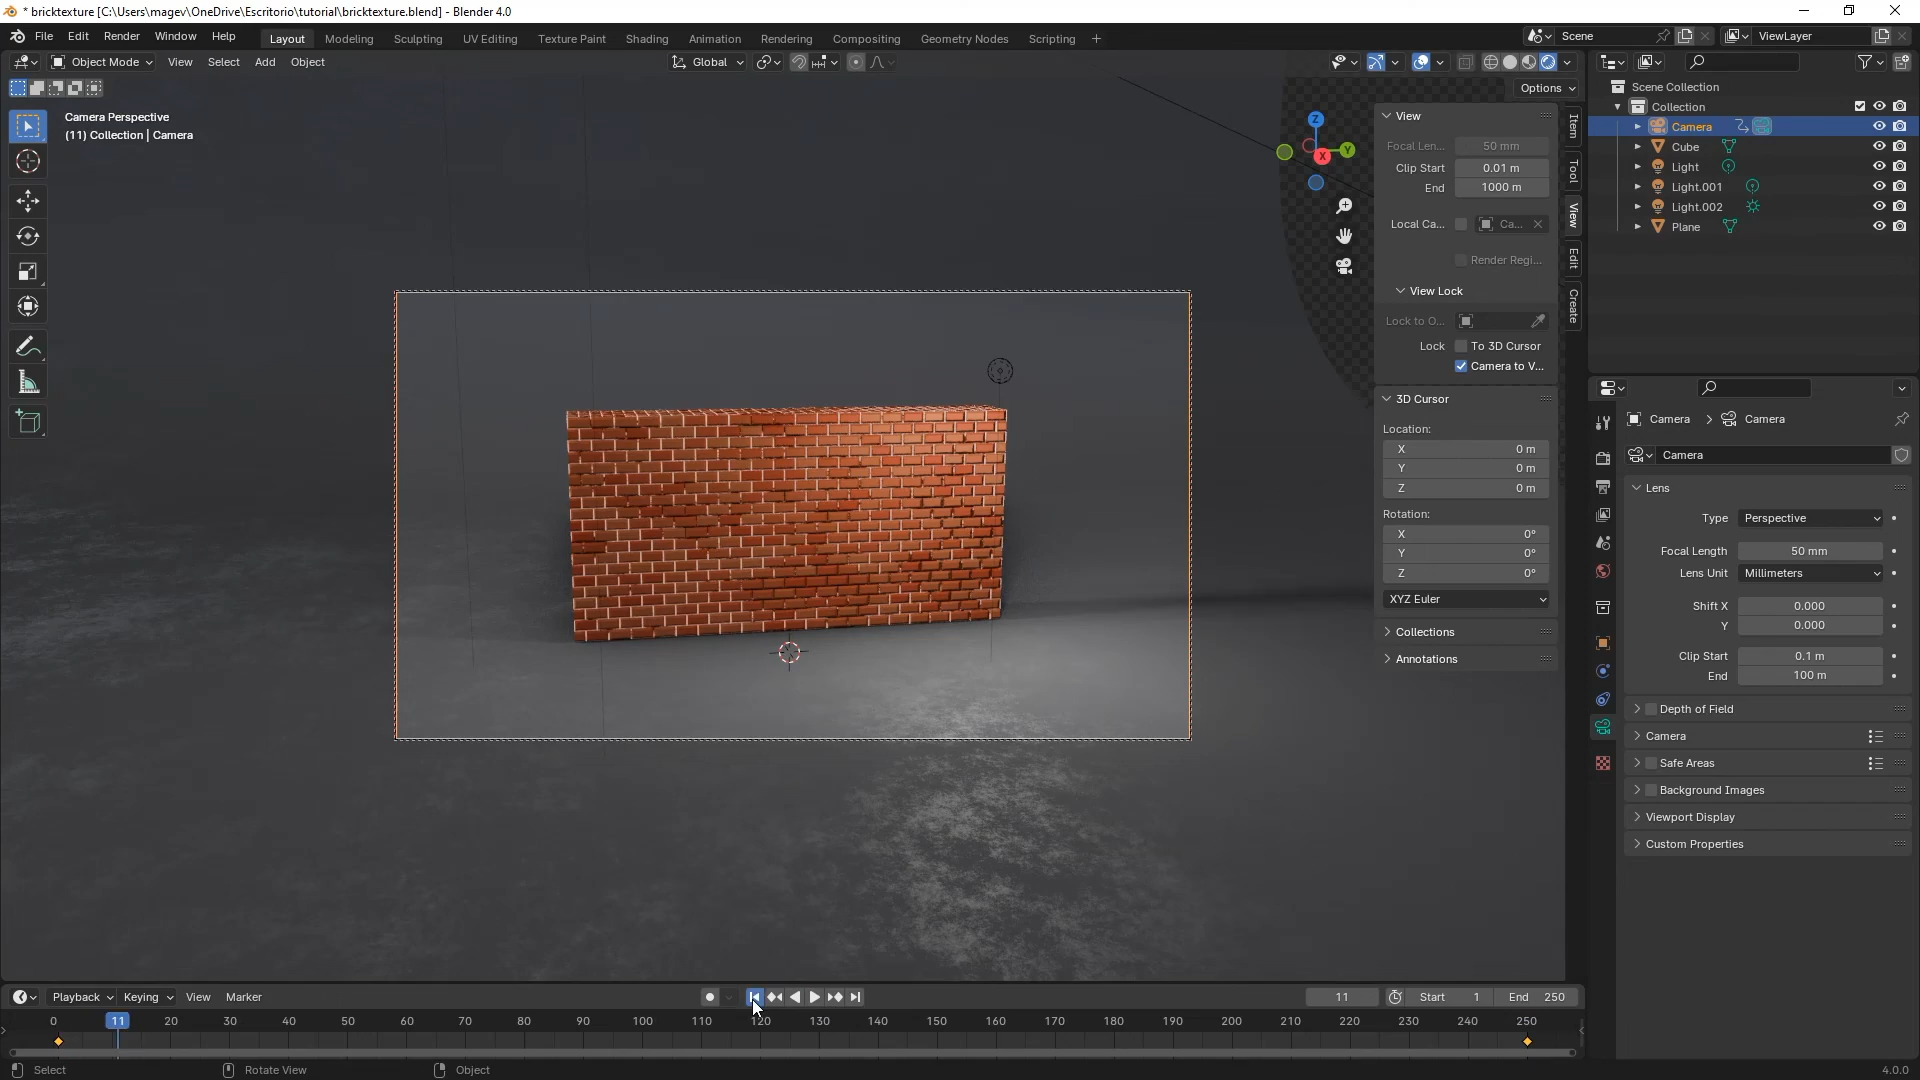 * bricktexture [C:\Users\magev\OneDrive\Escritorio\tutorial\bricktexture.blend] - Blender 4.0
File Edit Render Window Help
Layout Modeling Sculpting UV Editing Texture Paint Shading Animation Rendering Compositing Geometry Nodes Scripting +
Scene
ViewLayer
Object Mode View Select Add Object
Global
Options
Camera Perspective
(11) Collection | Camera
Z
Y
X
View
Focal Len... 50 mm
Clip Start 0.01 m
End 1000 m
Local Ca... Ca...
Render Regi...
View Lock
Lock to O...
Lock To 3D Cursor
Camera to V...
3D Cursor
Location:
X 0 m
Y 0 m
Z 0 m
Rotation:
X 0°
Y 0°
Z 0°
XYZ Euler
Collections
Annotations
Item
Tool
View
Edit
Create
Scene Collection
Collection
Camera
Cube
Light
Light.001
Light.002
Plane
Camera Camera
Camera
Lens
Type Perspective
Focal Length 50 mm
Lens Unit Millimeters
Shift X 0.000
Y 0.000
Clip Start 0.1 m
End 100 m
Depth of Field
Camera
Safe Areas
Background Images
Viewport Display
Custom Properties
Playback Keying View Marker
11 Start 1 End 250
0 11 20 30 40 50 60 70 80 90 100 110 120 130 140 150 160 170 180 190 200 210 220 230 240 250
Select Rotate View Object
4.0.0